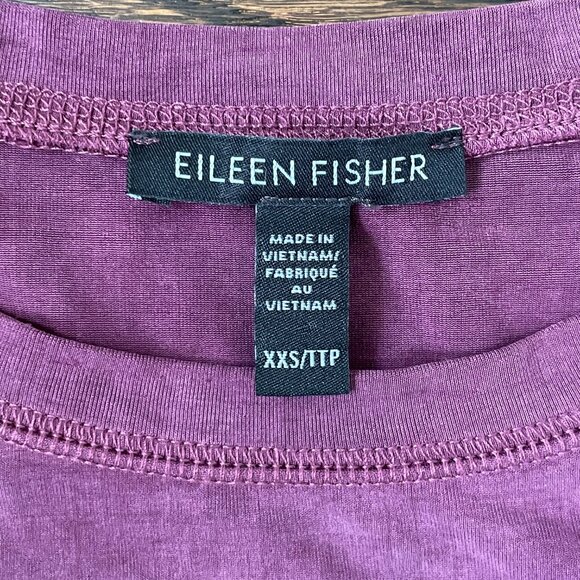 EILEEN FISHER
MADE IN
VIETNAM/
FABRIQUÉ
AU
VIETNAM
XXS/TTP